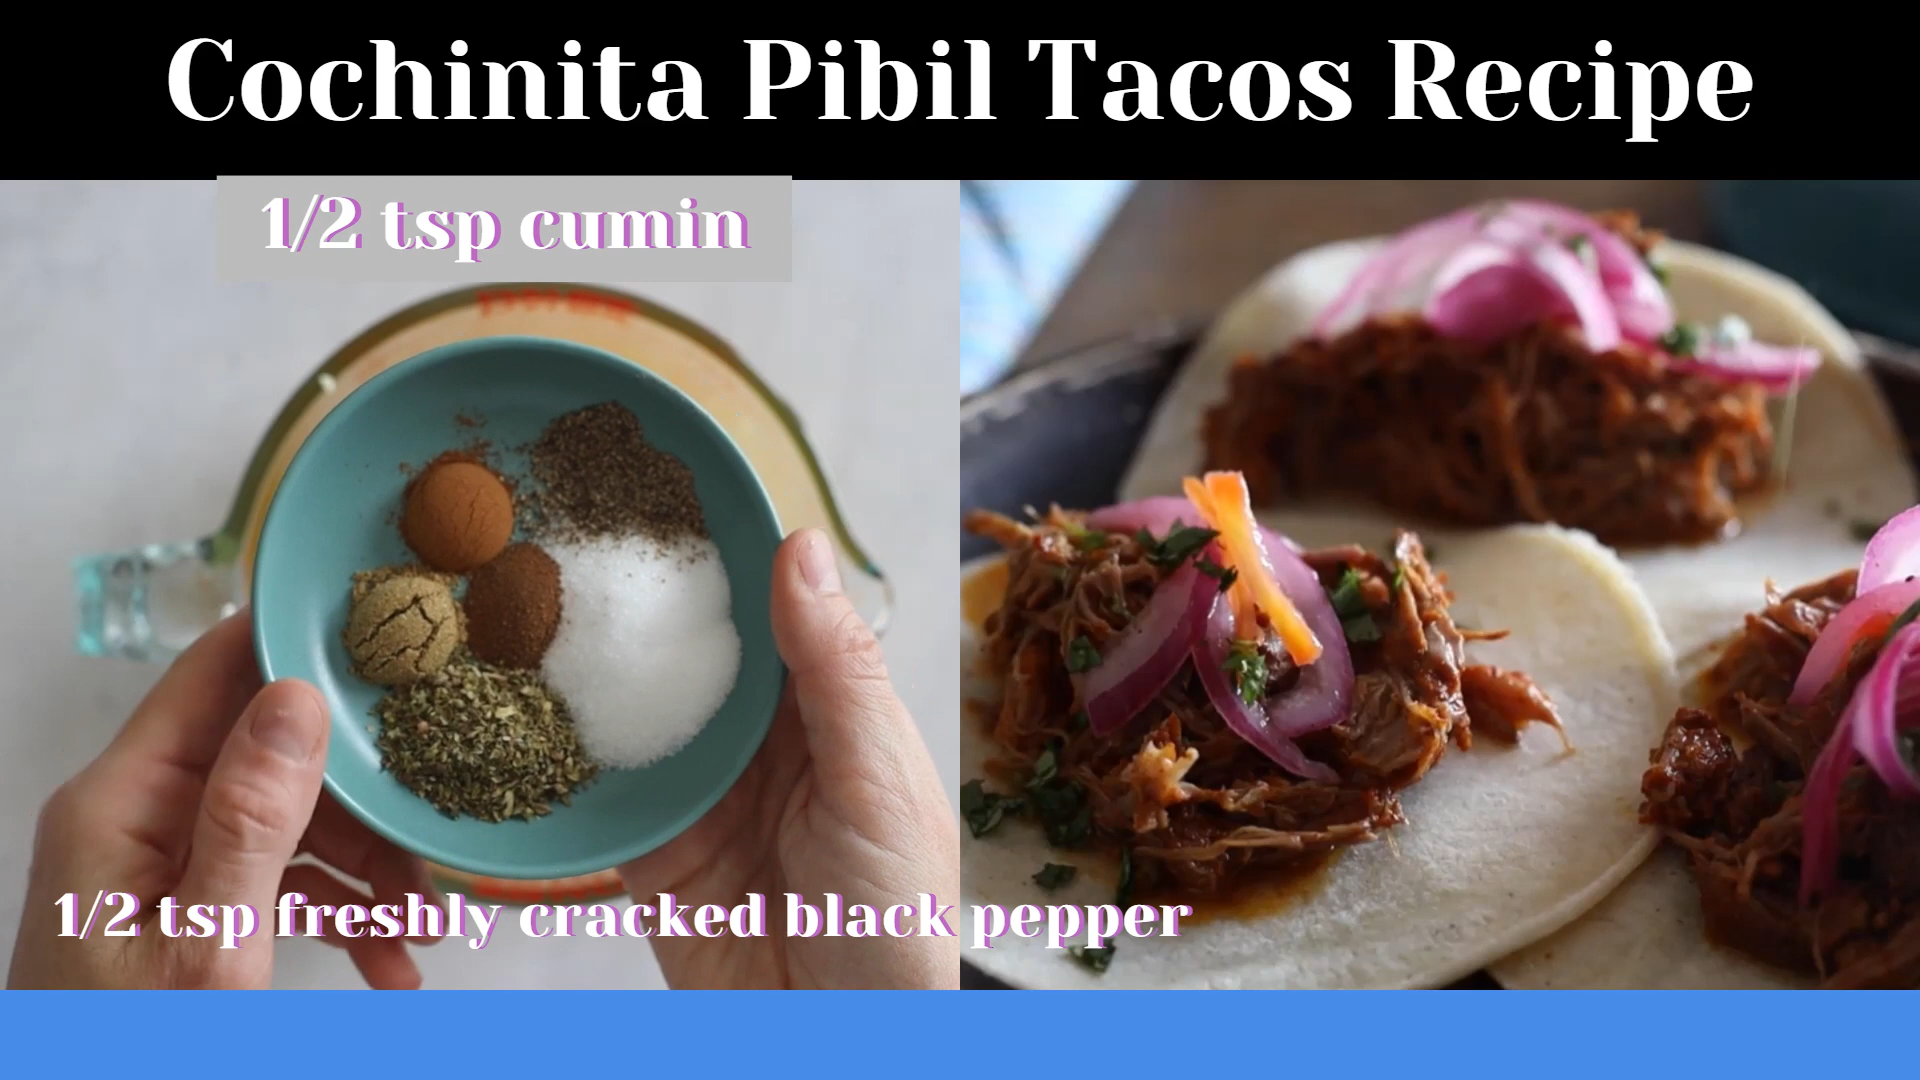 Cochinita Pibil Tacos Recipe
1/2 tsp cumin
1/2 tsp freshly cracked black pepper